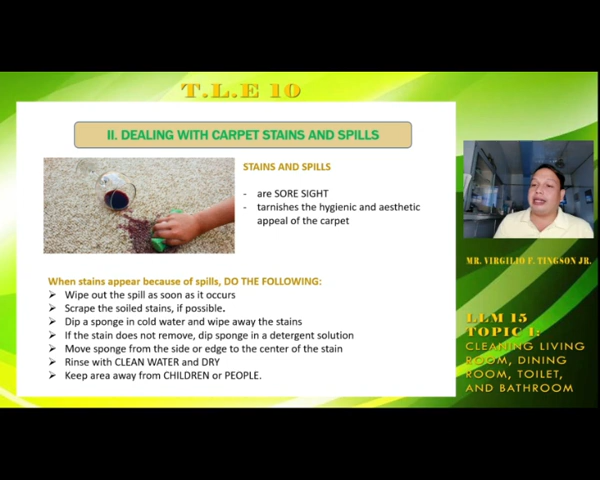 T.L.E 10
II. DEALING WITH CARPET STAINS AND SPILLS
STAINS AND SPILLS
- are SORE SIGHT
- tarnishes the hygienic and aesthetic
appeal of the carpet
When stains appear because of spills, DO THE FOLLOWING:
➤ Wipe out the spill as soon as it occurs
➤ Scrape the soiled stains, if possible.
➤ Dip a sponge in cold water and wipe away the stains
➤ If the stain does not remove, dip sponge in a detergent solution
➤ Move sponge from the side or edge to the center of the stain
➤ Rinse with CLEAN WATER and DRY
➤ Keep area away from CHILDREN or PEOPLE.
MR. VIRGILIO F. TINGSON JR.
LLM 15
TOPIC 1:
CLEANING LIVING
ROOM, DINING
ROOM, TOILET,
AND BATHROOM